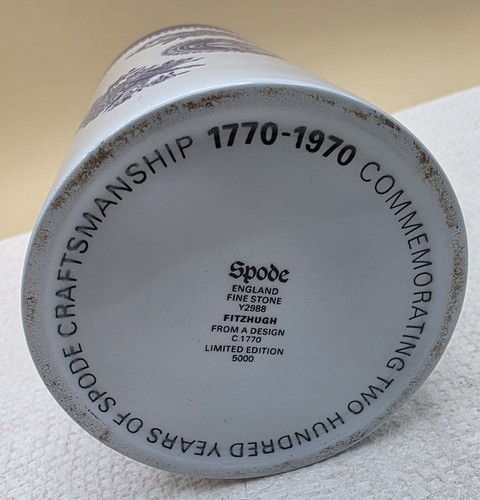 COMMEMORATING TWO HUNDRED YEARS OF SPODE CRAFTSMANSHIP 1770-1970
Spode
ENGLAND
FINE STONE
Y2988
FITZHUGH
FROM A DESIGN
C.1770
LIMITED EDITION
5000